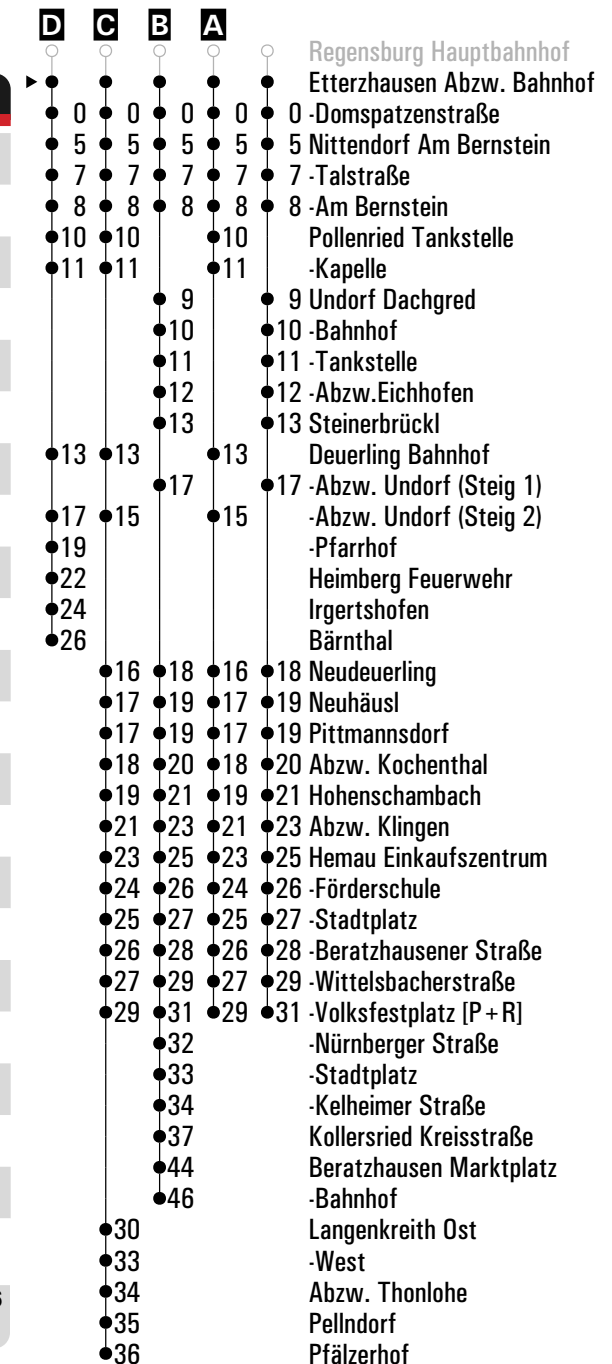 D C B A
Regensburg Hauptbahnhof
Etterzhausen Abzw. Bahnhof
0 0 0 0 0 -Domspatzenstraße
5 5 5 5 5 Nittendorf Am Bernstein
7 7 7 7 7 -Talstraße
8 8 8 8 8 -Am Bernstein
10 10 10 Pollenried Tankstelle
11 11 11 -Kapelle
9 9 Undorf Dachgred
10 10 -Bahnhof
11 11 -Tankstelle
12 12 -Abzw.Eichhofen
13 13 Steinerbrückl
13 13 13 Deuerling Bahnhof
17 17 -Abzw. Undorf (Steig 1)
17 15 15 -Abzw. Undorf (Steig 2)
19 -Pfarrhof
22 Heimberg Feuerwehr
24 Irgertshofen
26 Bärnthal
16 18 16 18 Neudeuerling
17 19 17 19 Neuhäusl
17 19 17 19 Pittmannsdorf
18 20 18 20 Abzw. Kochenthal
19 21 19 21 Hohenschambach
21 23 21 23 Abzw. Klingen
23 25 23 25 Hemau Einkaufszentrum
24 26 24 26 -Förderschule
25 27 25 27 -Stadtplatz
26 28 26 28 -Beratzhausener Straße
27 29 27 29 -Wittelsbacherstraße
29 31 29 31 -Volksfestplatz [P+R]
32 -Nürnberger Straße
33 -Stadtplatz
34 -Kelheimer Straße
37 Kollersried Kreisstraße
44 Beratzhausen Marktplatz
46 -Bahnhof
30 Langenkreith Ost
33 -West
34 Abzw. Thonlohe
35 Pellndorf
36 Pfälzerhof